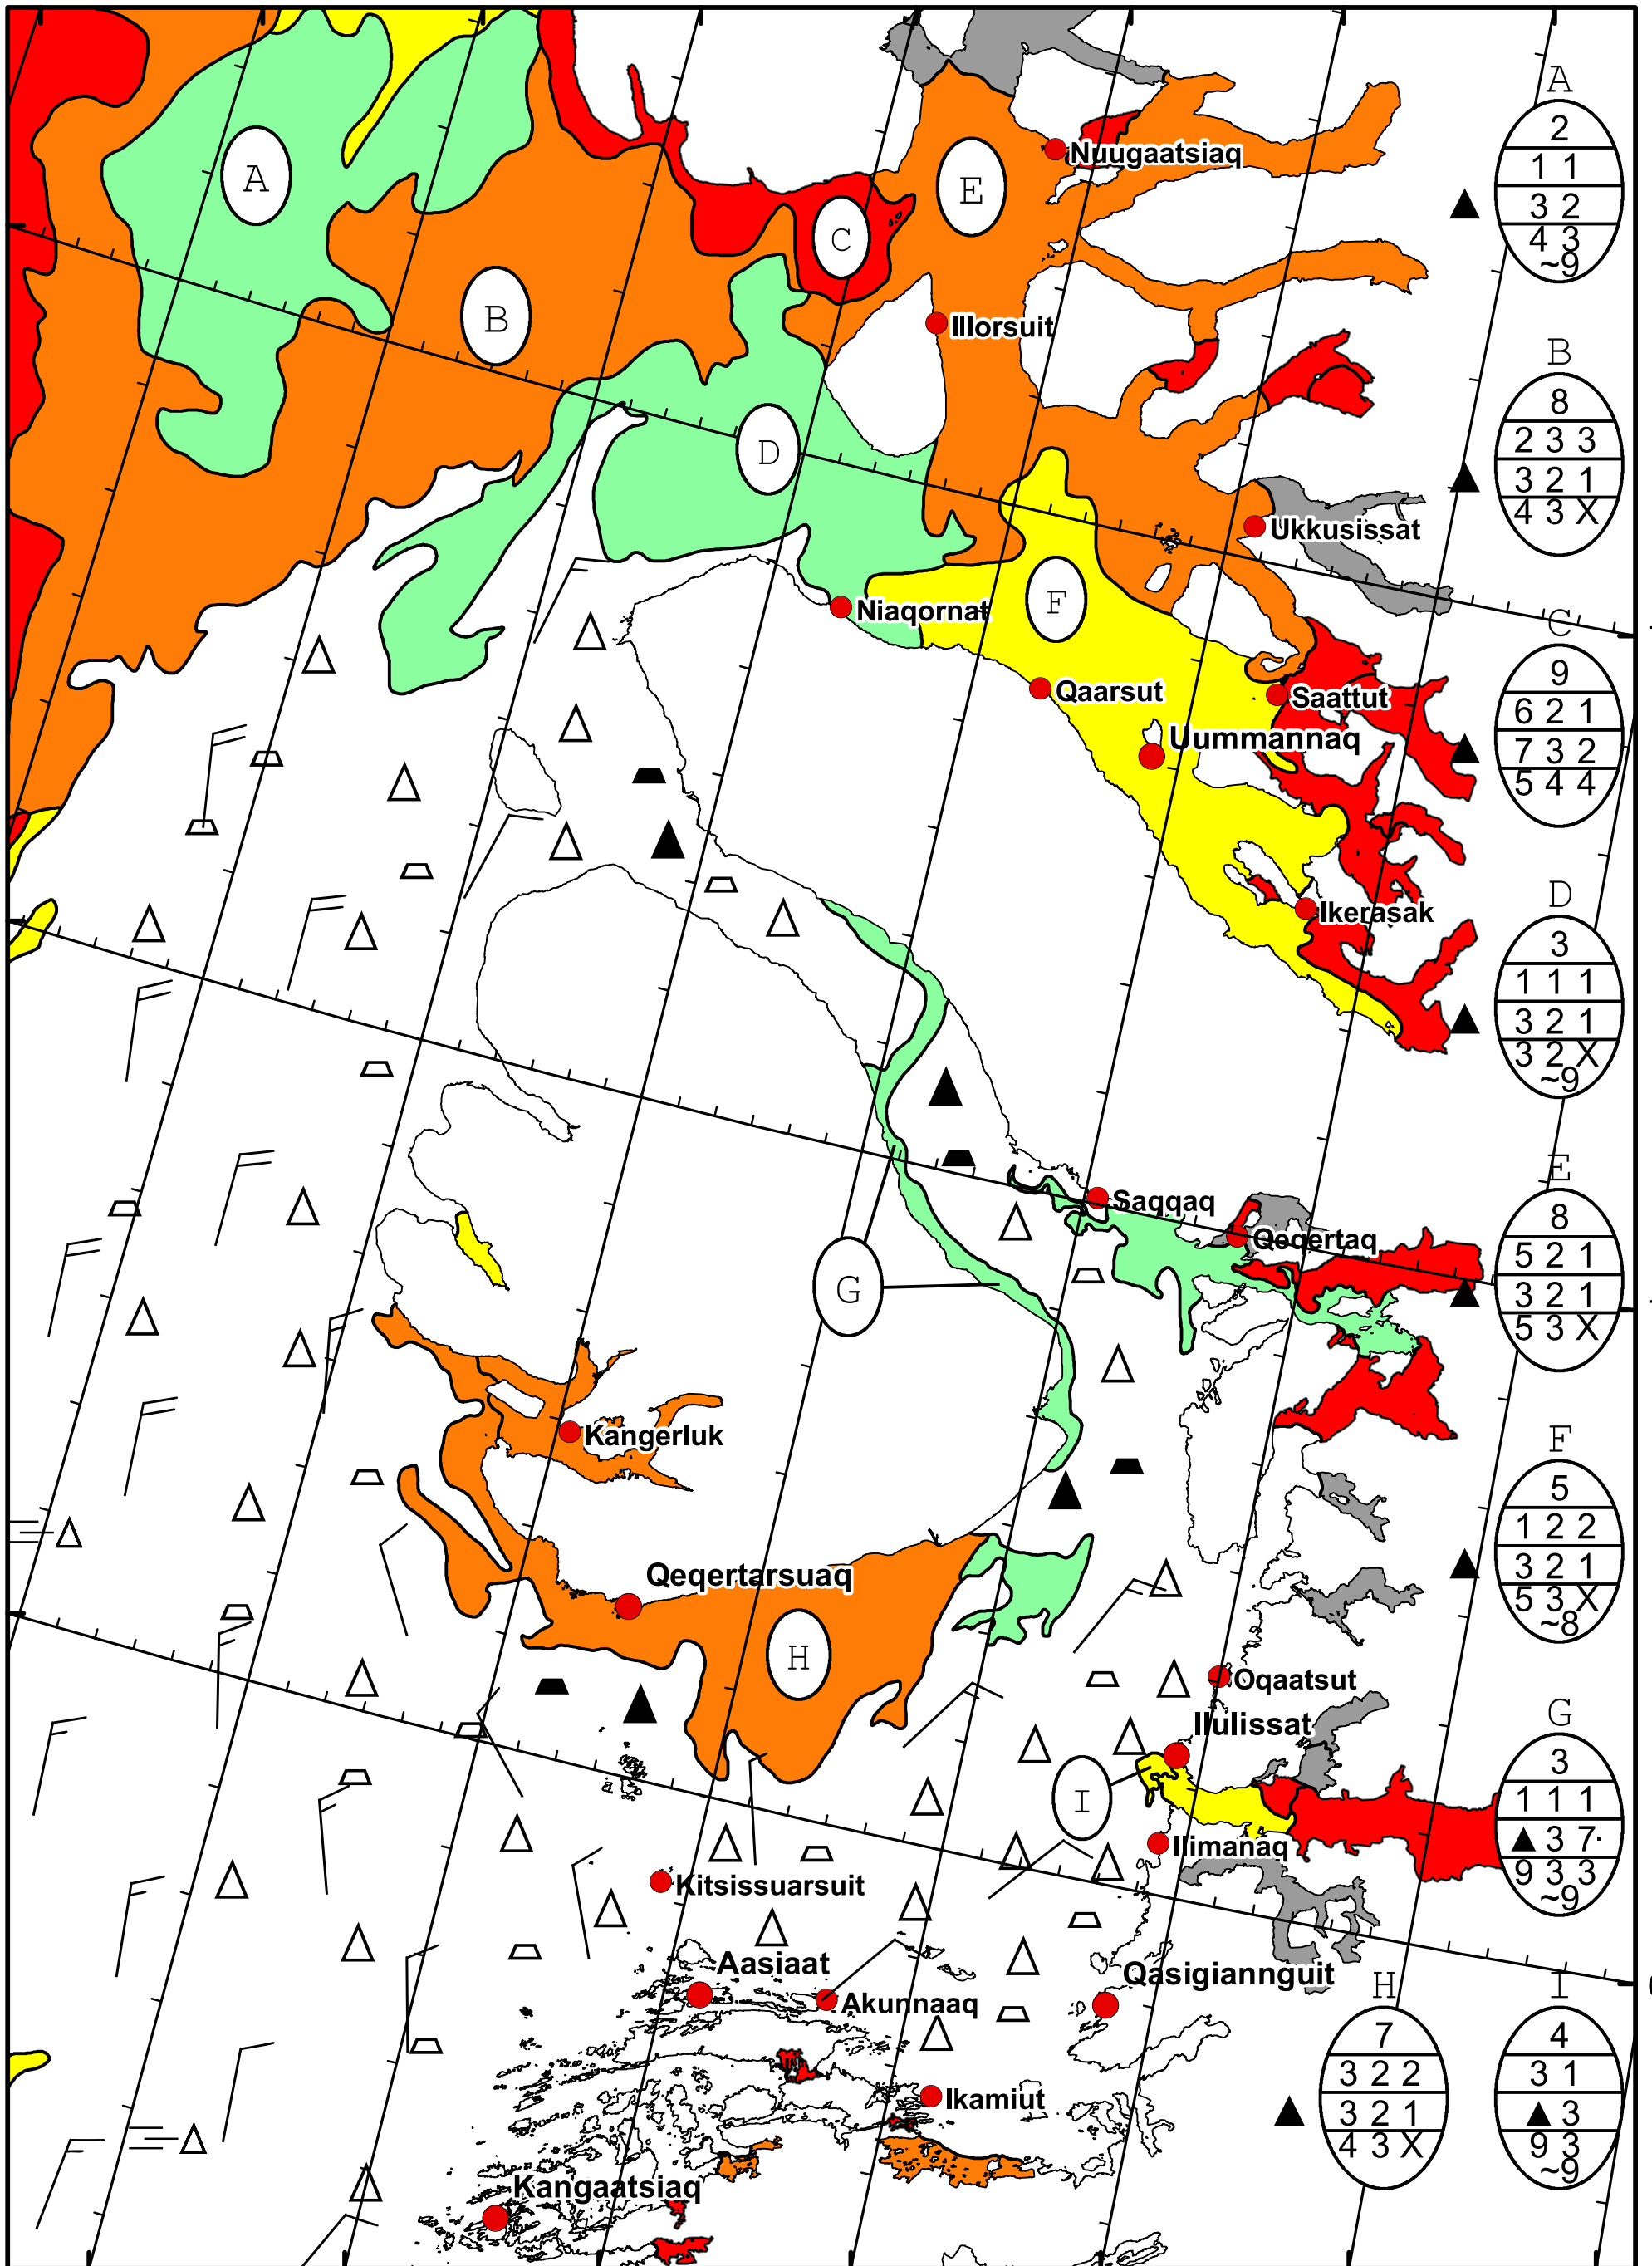 A
2
1 1
3 2
4 3
~9
A
E
Nuugaatsiaq
C
B
Illorsuit
B
8
2 3 3
3 2 1
4 3 X
D
Ukkusissat
F
Niaqornat
C
9
6 2 1
7 3 2
5 4 4
Qaarsut
Saattut
Uummannaq
Ikerasak
D
3
1 1 1
3 2 1
3 2 X
~9
Saqqaq
Qeqertaq
G
E
8
5 2 1
3 2 1
5 3 X
Kangerluk
F
5
1 2 2
3 2 1
5 3 X
~8
Qeqertarsuaq
H
Oqaatsut
Ilulissat
I
G
3
1 1 1
▲ 3 7·
9 3 3
~9
Ilimanaq
Kitsissuarsuit
Aasiaat
Qasigiannguit
Akunnaaq
H
7
3 2 2
3 2 1
4 3 X
I
4
3 1
▲ 3
9 3
~9
Ikamiut
Kangaatsiaq